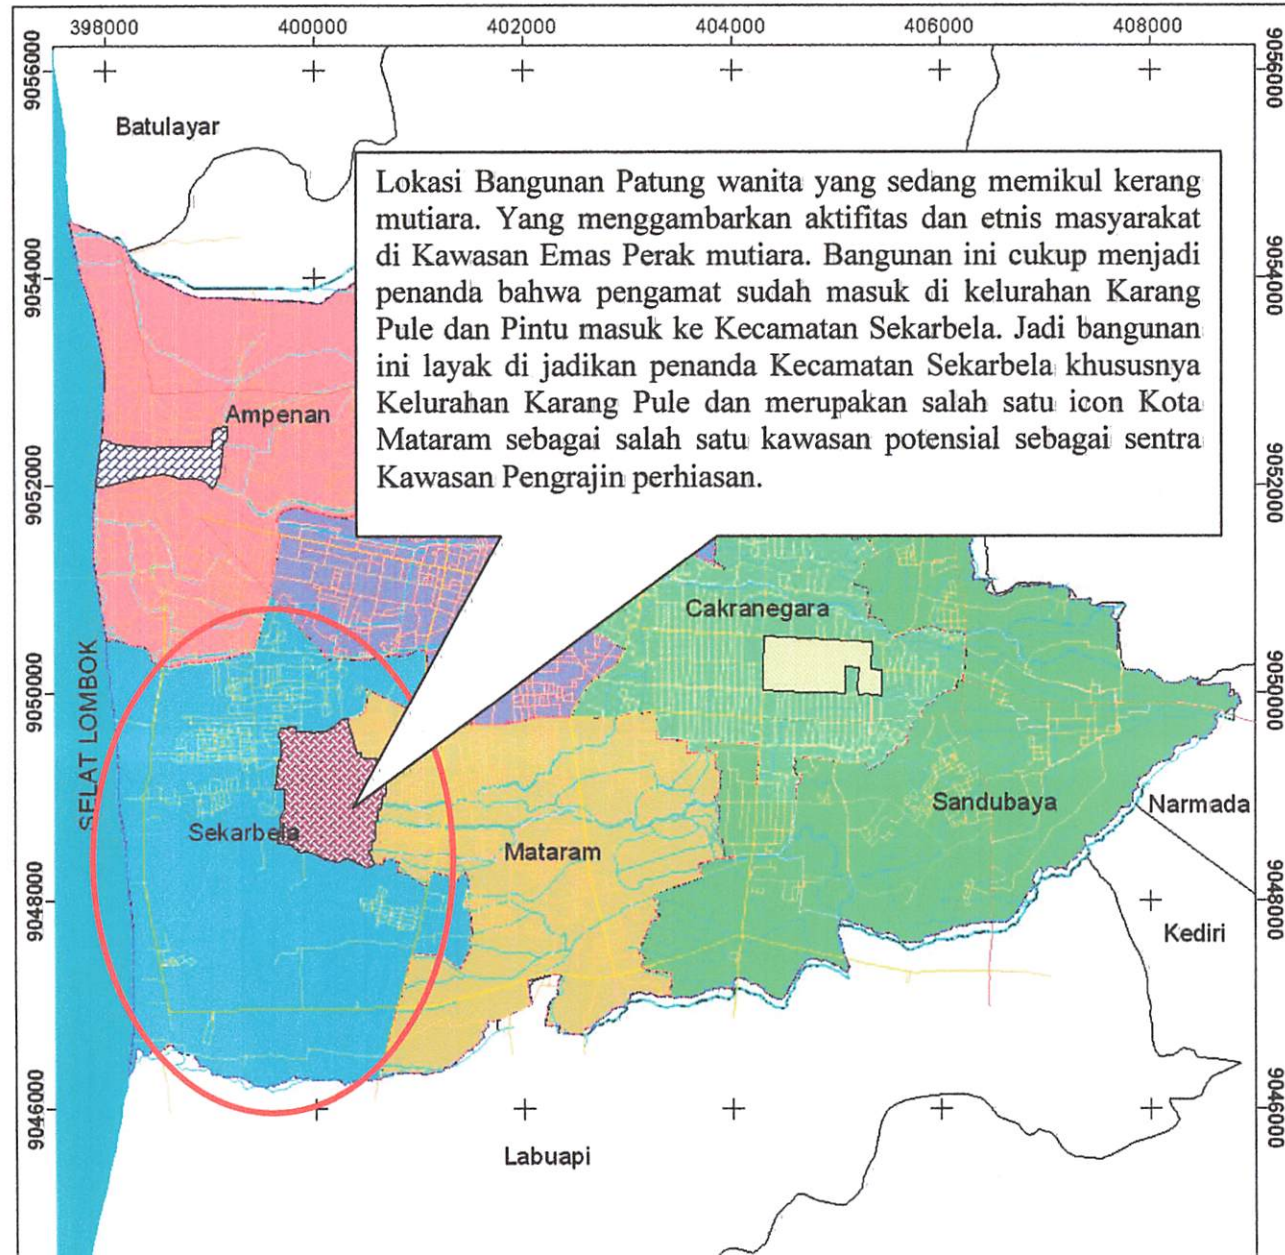 398000 400000 402000 404000 406000 408000
9056000 9056000
Batulayar
Lokasi Bangunan Patung wanita yang sedang memikul kerang
mutiara. Yang menggambarkan aktifitas dan etnis masyarakat
di Kawasan Emas Perak mutiara. Bangunan ini cukup menjadi
penanda bahwa pengamat sudah masuk di kelurahan Karang
Pule dan Pintu masuk ke Kecamatan Sekarbela. Jadi bangunan
ini layak di jadikan penanda Kecamatan Sekarbela khususnya
Kelurahan Karang Pule dan merupakan salah satu icon Kota
Mataram sebagai salah satu kawasan potensial sebagai sentra
Kawasan Pengrajin perhiasan.
9054000 9054000
Ampenan
9052000 9052000
Cakranegara
9050000 9050000
SELAT LOMBOK
Sekarbela
Mataram
Sandubaya
Narmada
9048000 9048000
Kediri
9046000 9046000
Labuapi